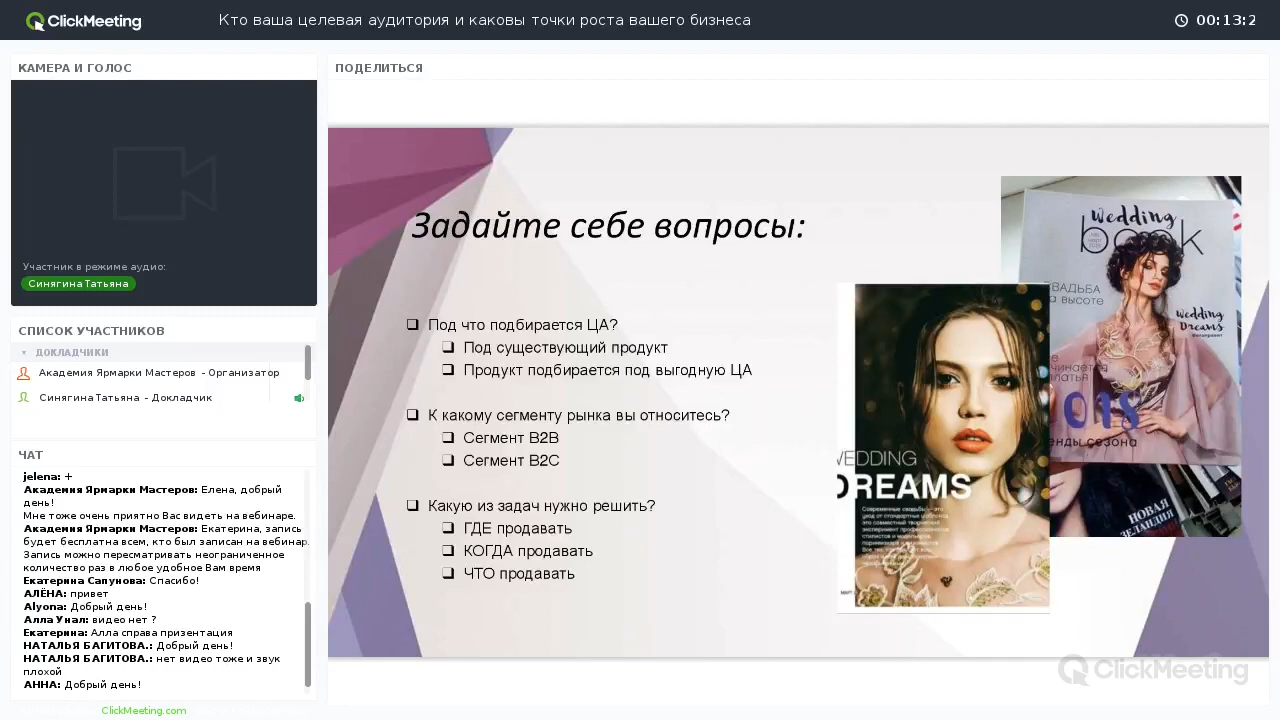 ClickMeeting
Кто ваша целевая аудитория и каковы точки роста вашего бизнеса
00:13:2
КАМЕРА И ГОЛОС
Участник в режиме аудио:
Синягина Татьяна
СПИСОК УЧАСТНИКОВ
ДОКЛАДЧИКИ
Академия Ярмарки Мастеров - Организатор
Синягина Татьяна - Докладчик
ЧАТ
jelena: +
Академия Ярмарки Мастеров: Елена, добрый
день!
Мне тоже очень приятно Вас видеть на вебинаре.
Академия Ярмарки Мастеров: Екатерина, запись
будет бесплатна всем, кто был записан на вебинар.
Запись можно пересматривать неограниченное
количество раз в любое удобное Вам время
Екатерина Сапунова: Спасибо!
АЛЁНА: привет
Alyona: Добрый день!
Алла Унал: видео нет ?
Екатерина: Алла справа призентация
НАТАЛЬЯ БАГИТОВА.: Добрый день!
НАТАЛЬЯ БАГИТОВА.: нет видео тоже и звук
плохой
АННА: Добрый день!
ClickMeeting.com
ПОДЕЛИТЬСЯ
Задайте себе вопросы:
Под что подбирается ЦА?
Под существующий продукт
Продукт подбирается под выгодную ЦА
К какому сегменту рынка вы относитесь?
Сегмент B2B
Сегмент B2C
Какую из задач нужно решить?
ГДЕ продавать
КОГДА продавать
ЧТО продавать
Wedding
book
Wedding
Dreams
018
сезона
НОВАЯ
ЗЕЛАНДИЯ
WEDDING
DREAMS
ClickMeeting